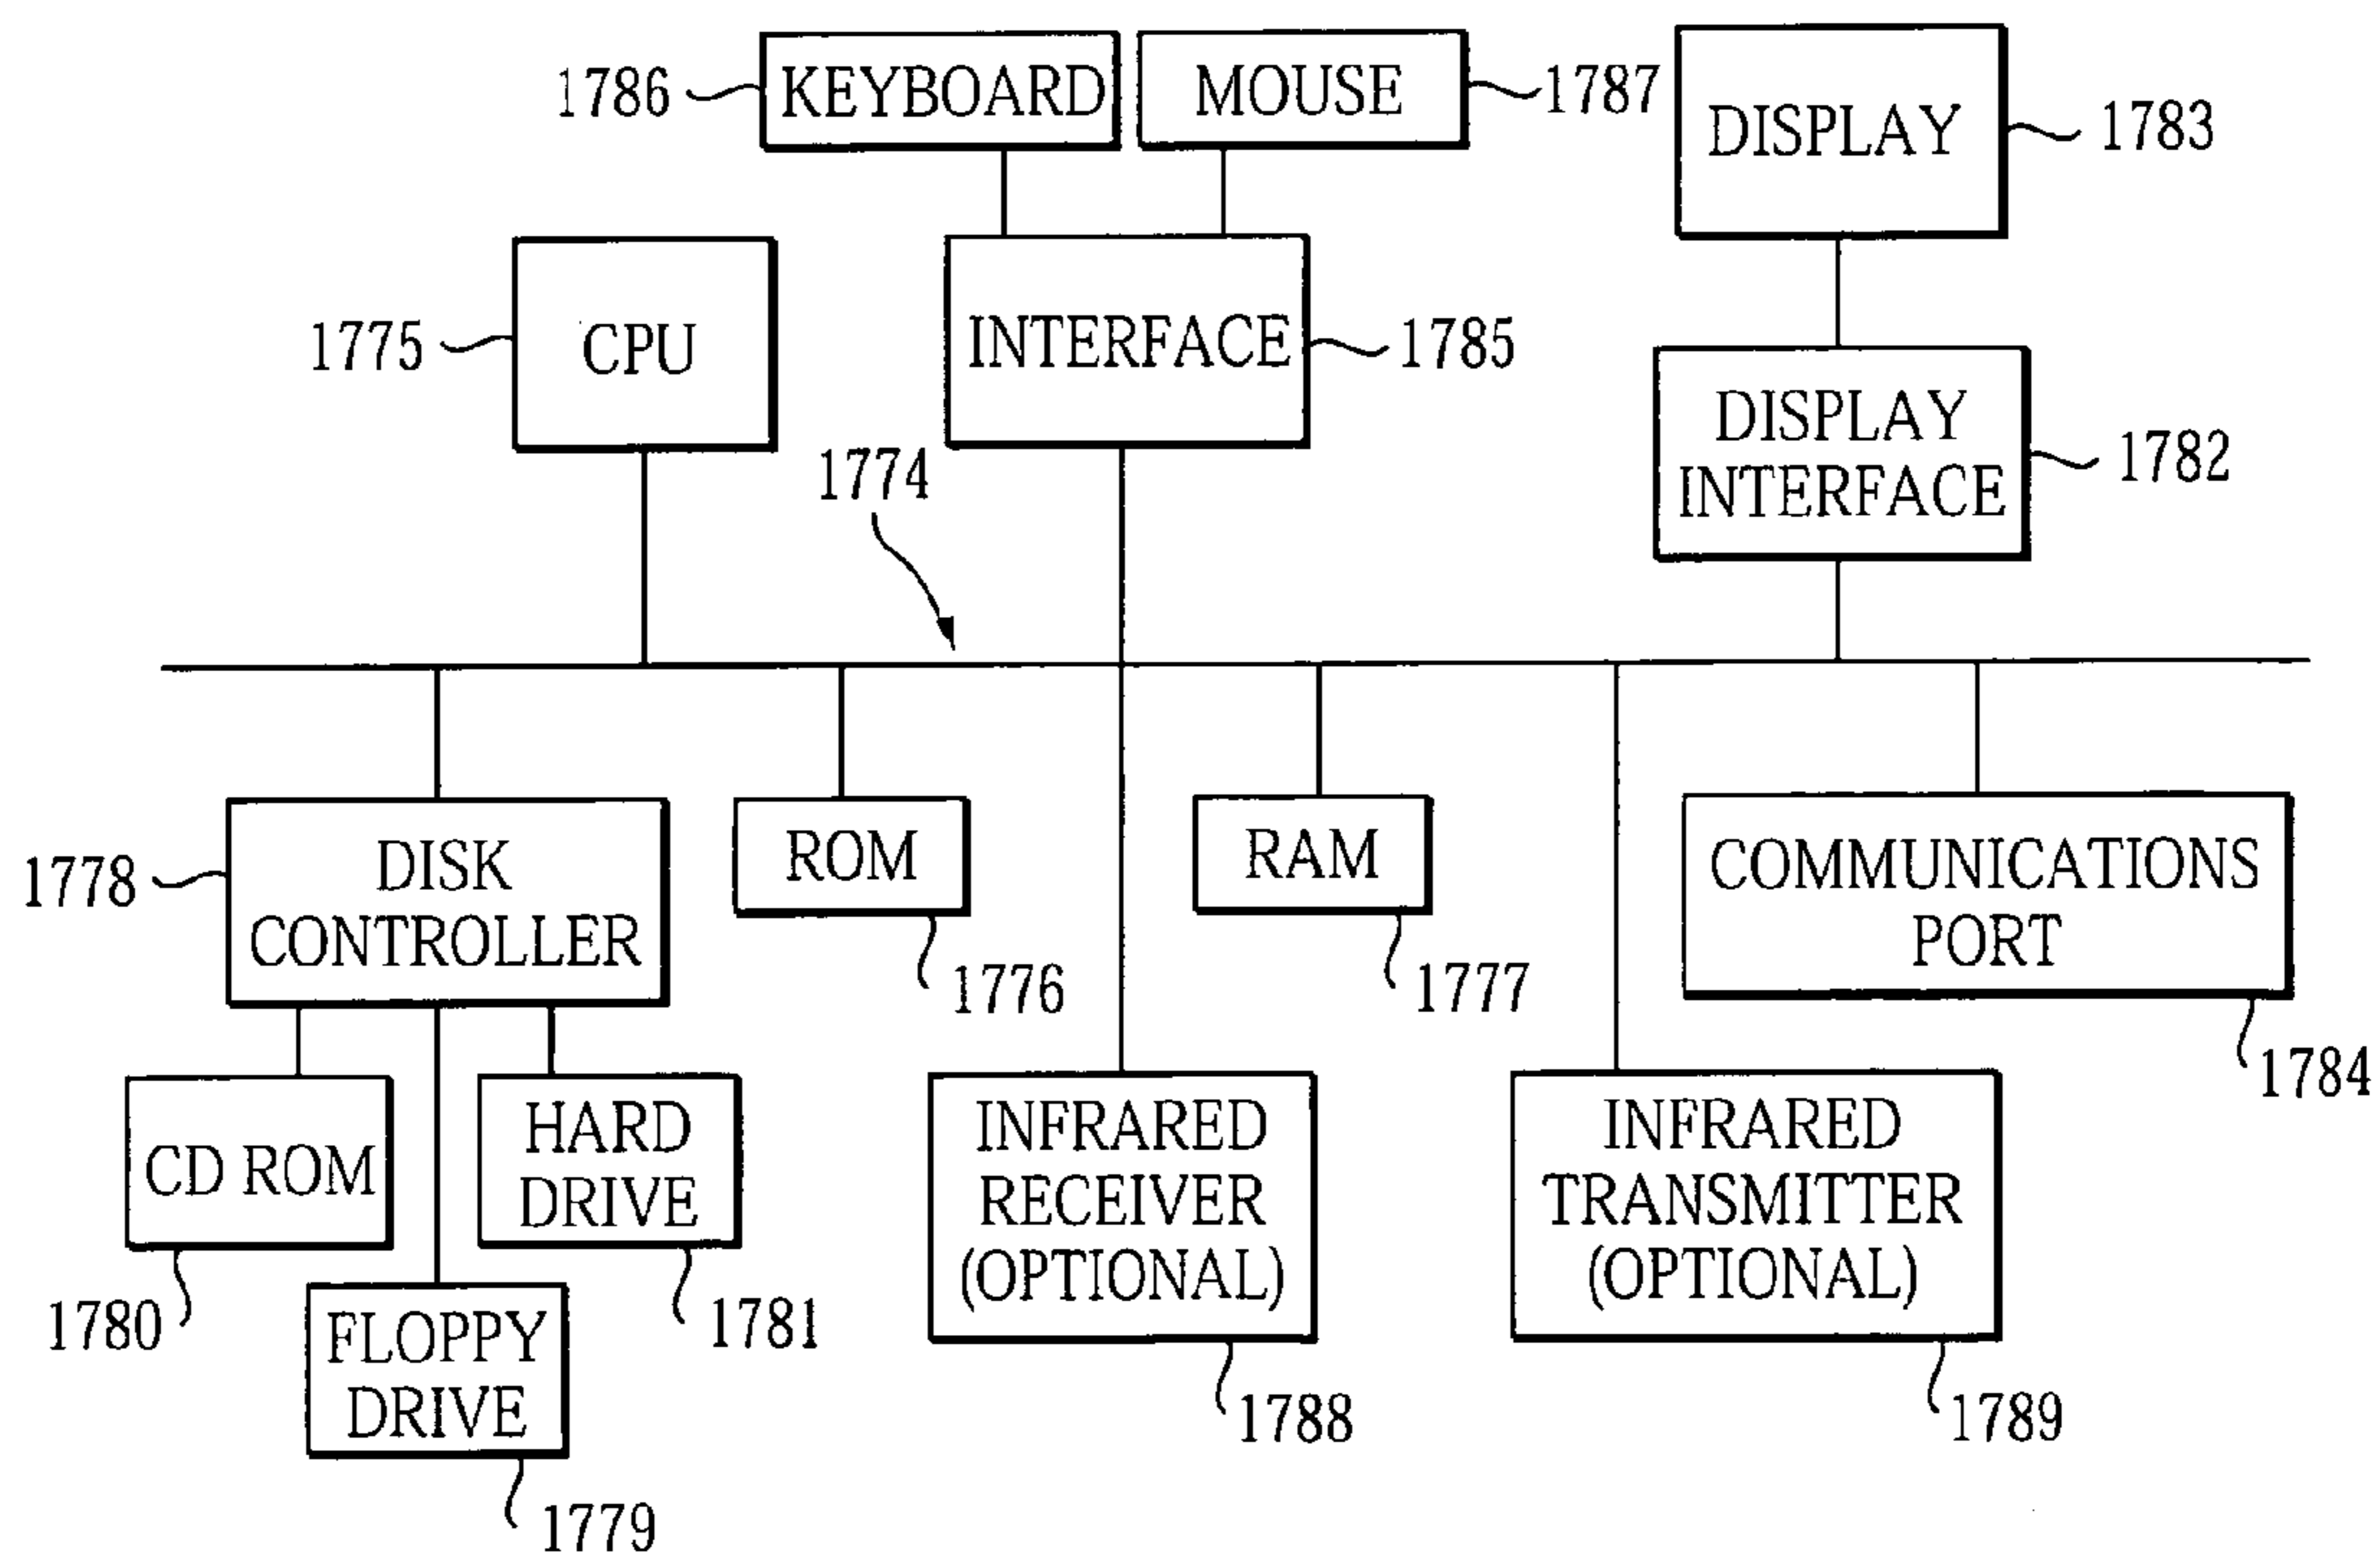 1786
KEYBOARD
MOUSE
1787
DISPLAY
1783
1775
CPU
INTERFACE
1785
DISPLAY
INTERFACE
1782
1774
1778
DISK
CONTROLLER
ROM
1776
RAM
1777
COMMUNICATIONS
PORT
1784
CD ROM
1780
HARD
DRIVE
1781
FLOPPY
DRIVE
1779
INFRARED
RECEIVER
(OPTIONAL)
1788
INFRARED
TRANSMITTER
(OPTIONAL)
1789